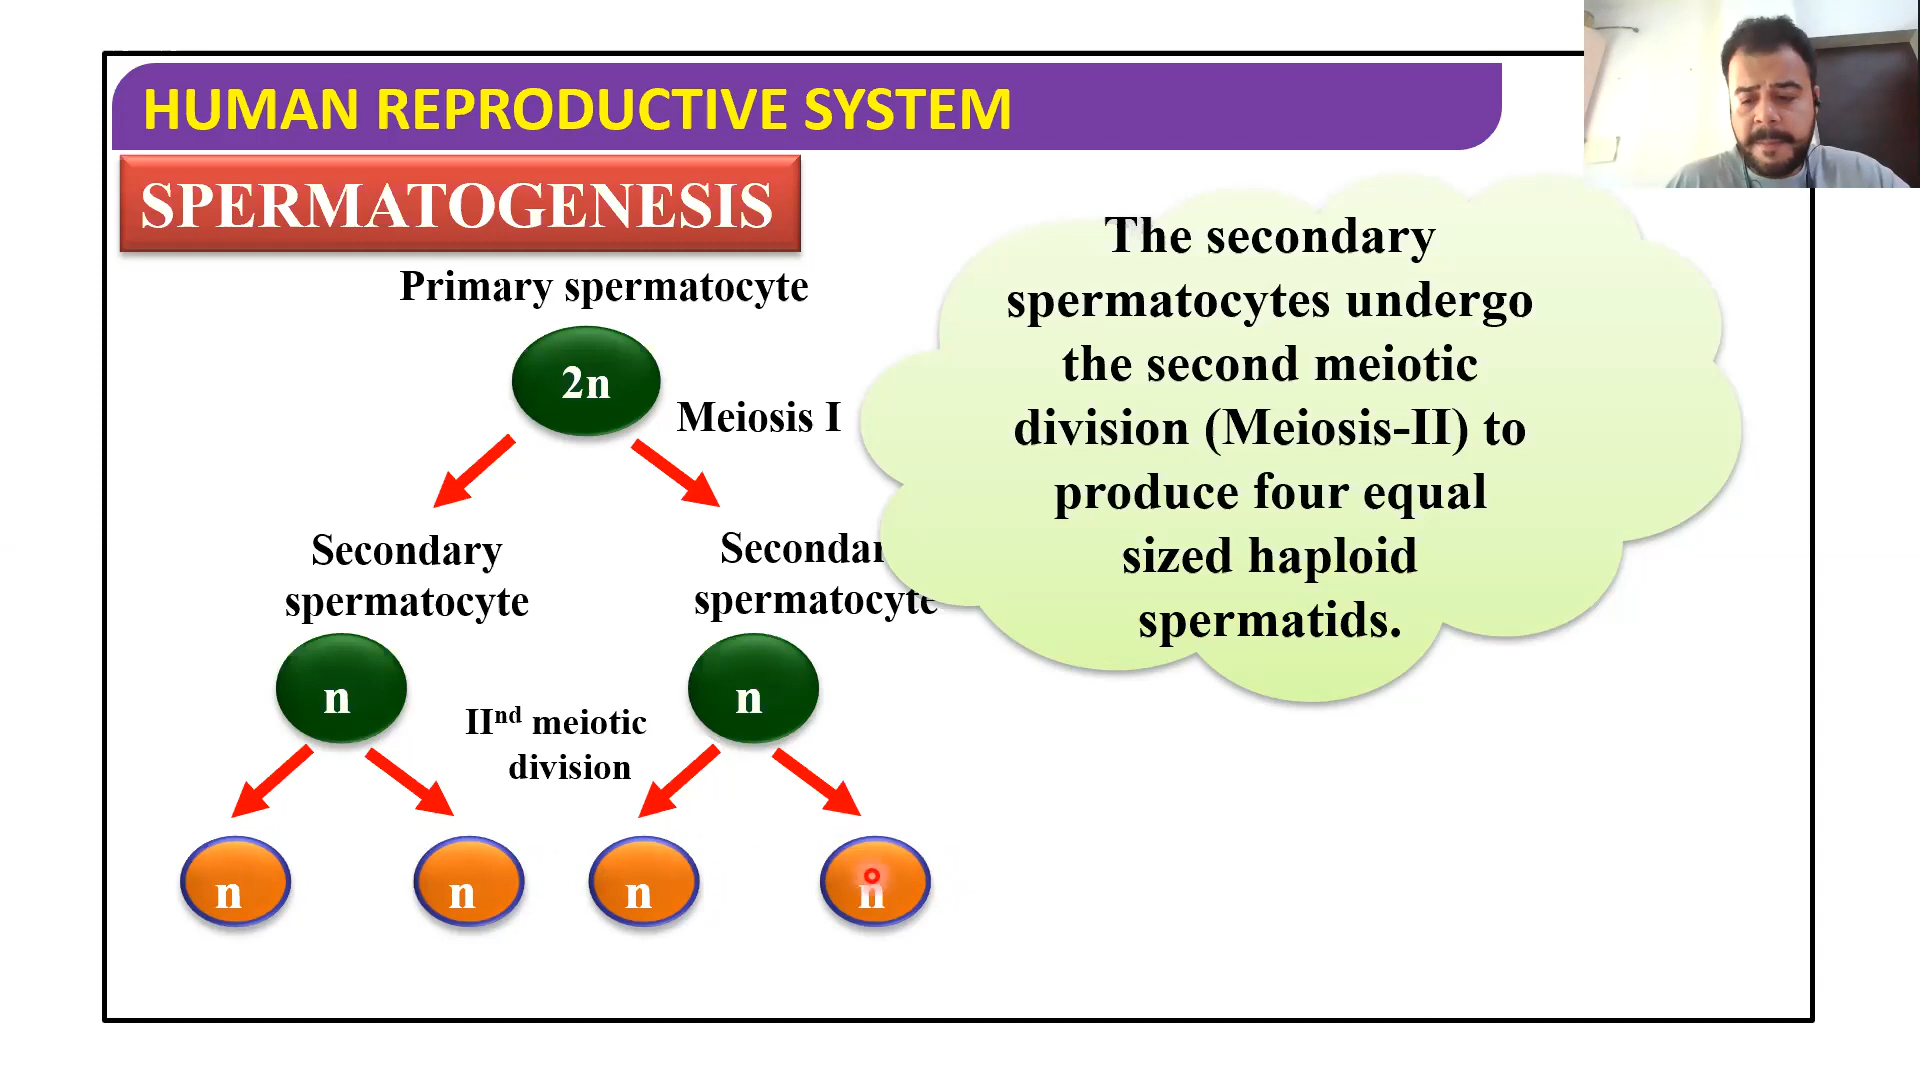 HUMAN REPRODUCTIVE SYSTEM
SPERMATOGENESIS
Primary spermatocyte
2n
Meiosis I
Secondary
spermatocyte
Secondar
spermatocyte
n
n
IInd meiotic
division
n
n
n
n
The secondary
spermatocytes undergo
the second meiotic
division (Meiosis-II) to
produce four equal
sized haploid
spermatids.